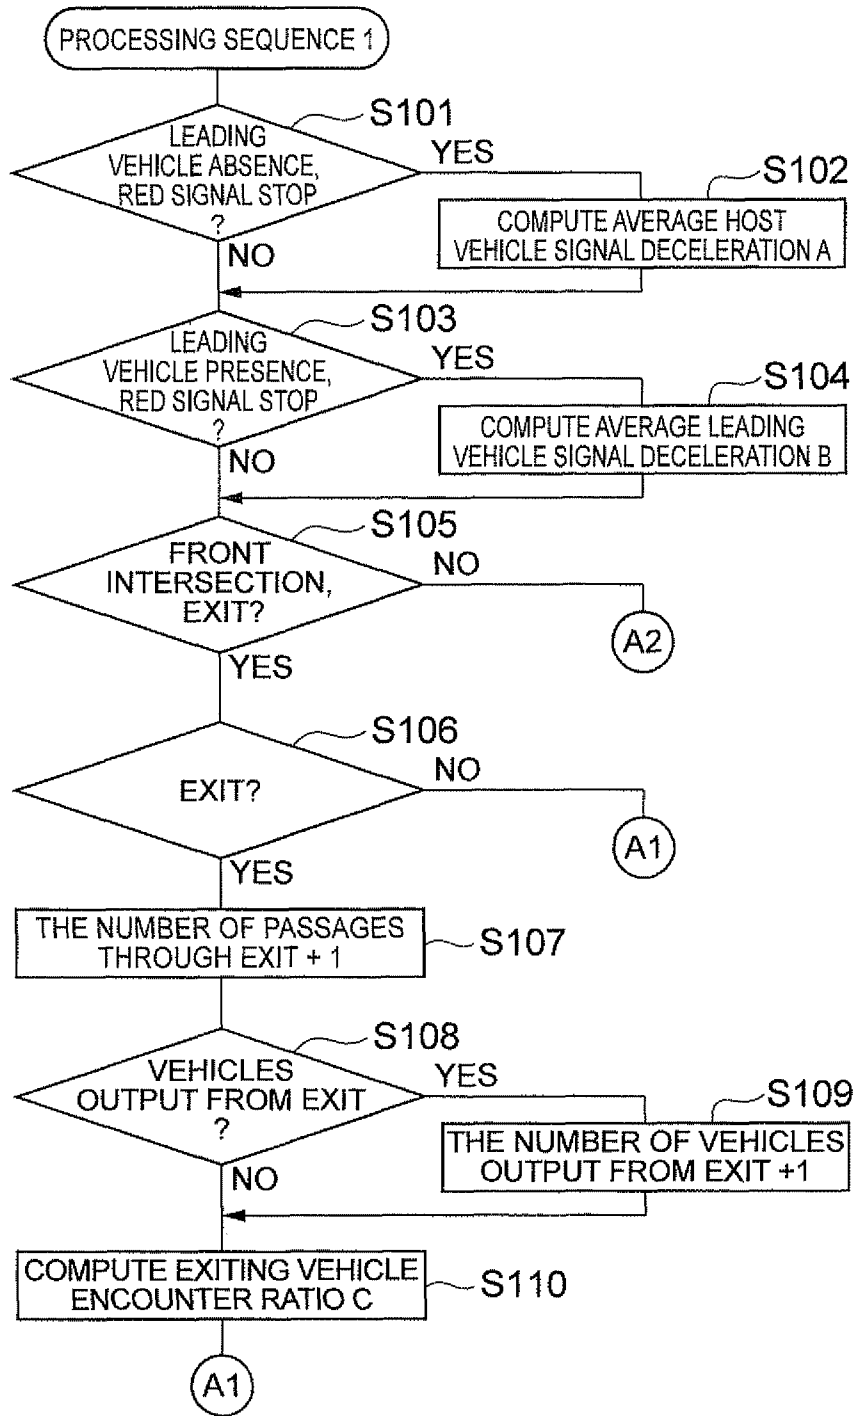 PROCESSING SEQUENCE 1
S101
LEADING
VEHICLE ABSENCE,
RED SIGNAL STOP
?
YES
S102
COMPUTE AVERAGE HOST
VEHICLE SIGNAL DECELERATION A
NO
S103
LEADING
VEHICLE PRESENCE,
RED SIGNAL STOP
?
YES
S104
COMPUTE AVERAGE LEADING
VEHICLE SIGNAL DECELERATION B
NO
S105
FRONT
INTERSECTION,
EXIT?
NO
A2
YES
S106
EXIT?
NO
A1
YES
THE NUMBER OF PASSAGES
THROUGH EXIT + 1
S107
S108
VEHICLES
OUTPUT FROM EXIT
?
YES
S109
THE NUMBER OF VEHICLES
OUTPUT FROM EXIT +1
NO
COMPUTE EXITING VEHICLE
ENCOUNTER RATIO C
S110
A1